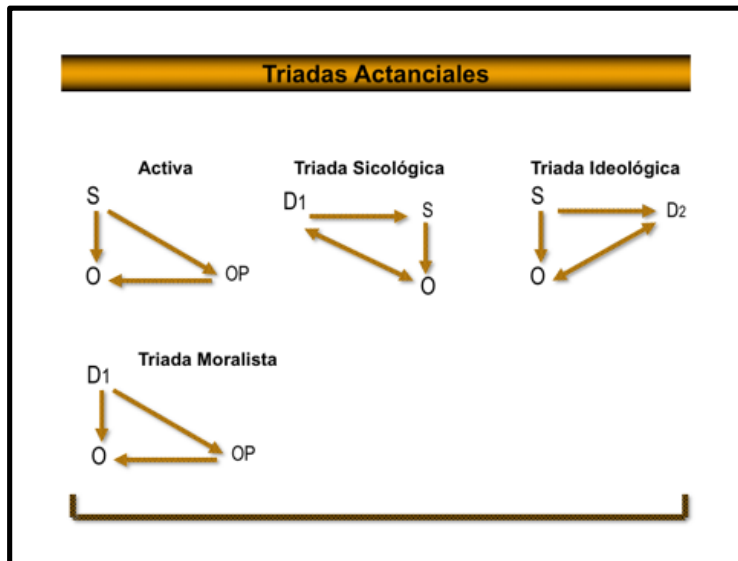 Triadas Actanciales
Activa
S
O
OP
Triada Sicológica
D1
S
O
Triada Ideológica
S
D2
O
Triada Moralista
D1
O
OP